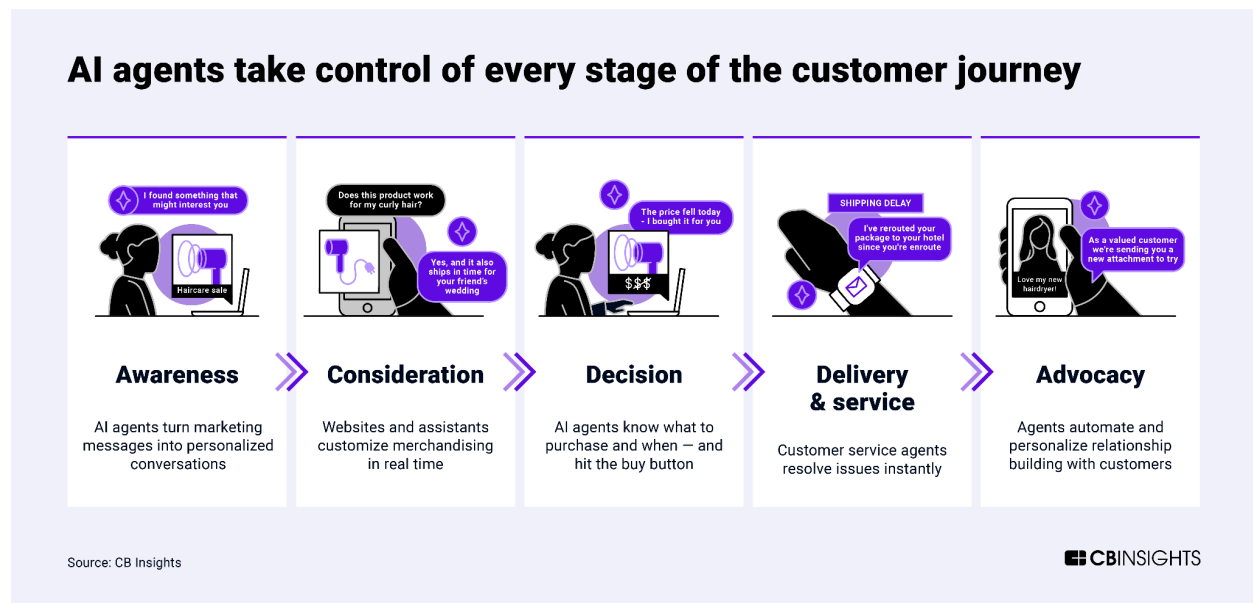 AI agents take control of every stage of the customer journey
I found something that
might interest you
Haircare sale
Awareness
AI agents turn marketing
messages into personalized
conversations
Does this product work
for my curly hair?
Yes, and it also
ships in time for
your friend's
wedding
Consideration
Websites and assistants
customize merchandising
in real time
The price fell today
- I bought it for you
$$$
Decision
AI agents know what to
purchase and when — and
hit the buy button
SHIPPING DELAY
I've rerouted your
package to your hotel
since you're enroute
Delivery
& service
Customer service agents
resolve issues instantly
As a valued customer
we're sending you a
new attachment to try
Love my new
hairdryer!
Advocacy
Agents automate and
personalize relationship
building with customers
Source: CB Insights
CBINSIGHTS